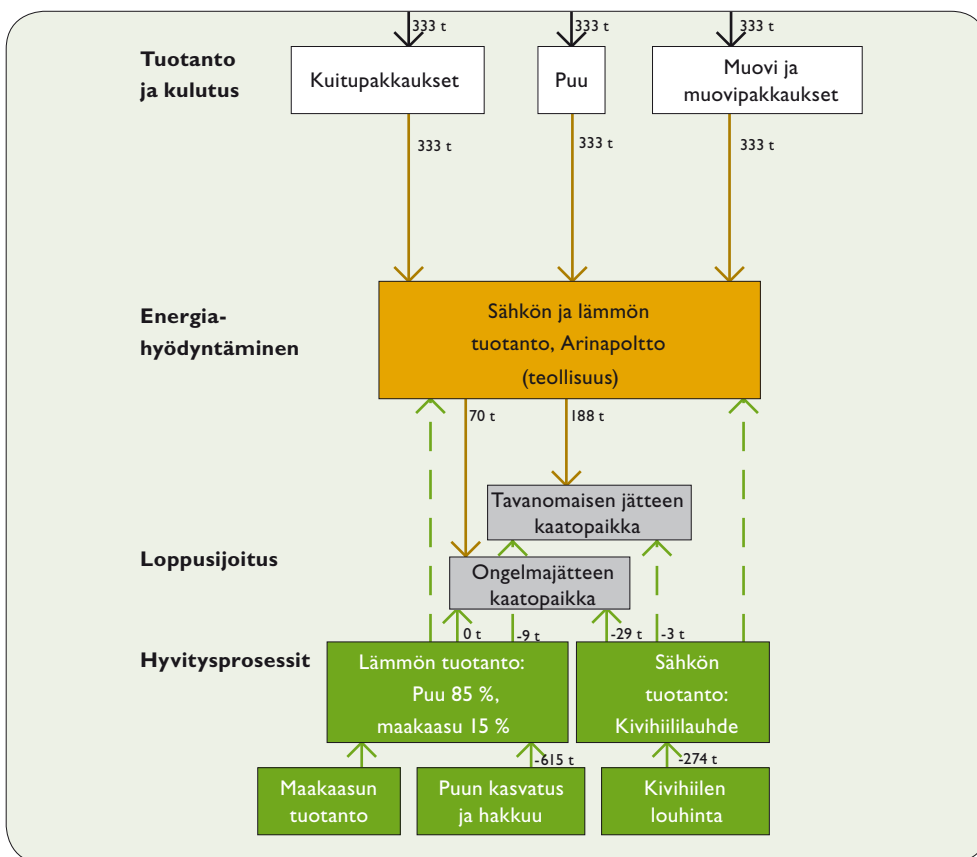 333 t
333 t
333 t
Tuotanto
ja kulutus
Kuitupakkaukset
Puu
Muovi ja
muovipakkaukset
333 t
333 t
333 t
Energia-
hyödyntäminen
Sähkön ja lämmön
tuotanto, Arinapoltto
(teollisuus)
70 t
188 t
Tavanomaisen jätteen
kaatopaikka
Loppusijoitus
Ongelmajätteen
kaatopaikka
0 t
-9 t
-29 t
-3 t
Hyvitysprosessit
Lämmön tuotanto:
Puu 85 %,
maakaasu 15 %
Sähkön
tuotanto:
Kivihiililauhde
-615 t
-274 t
Maakaasun
tuotanto
Puun kasvatus
ja hakkuu
Kivihiilen
louhinta